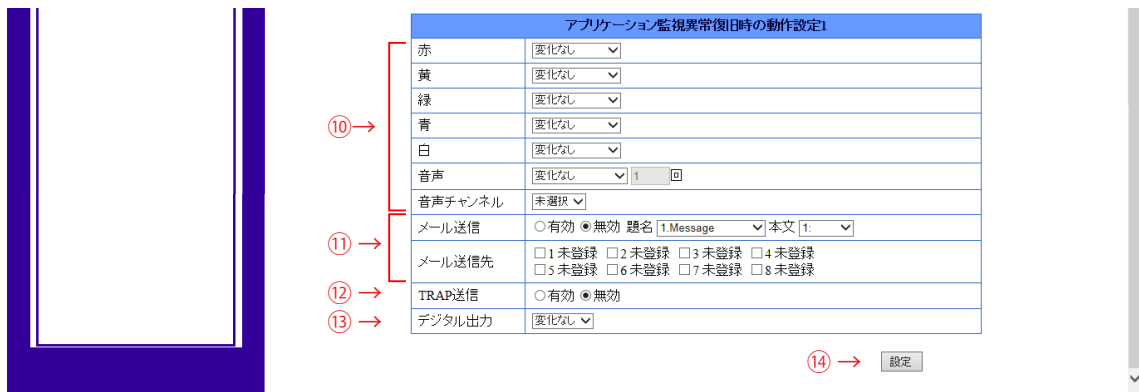 アプリケーション監視異常復旧時の動作設定1
赤 変化なし
黄 変化なし
緑 変化なし
⑩→ 青 変化なし
白 変化なし
音声 変化なし 1 回
音声チャンネル 未選択
メール送信 有効 無効 題名 1.Message 本文 1:
⑪→ メール送信先 1 未登録 2 未登録 3 未登録 4 未登録
5 未登録 6 未登録 7 未登録 8 未登録
⑫→ TRAP送信 有効 無効
⑬→ デジタル出力 変化なし
⑭→ 設定